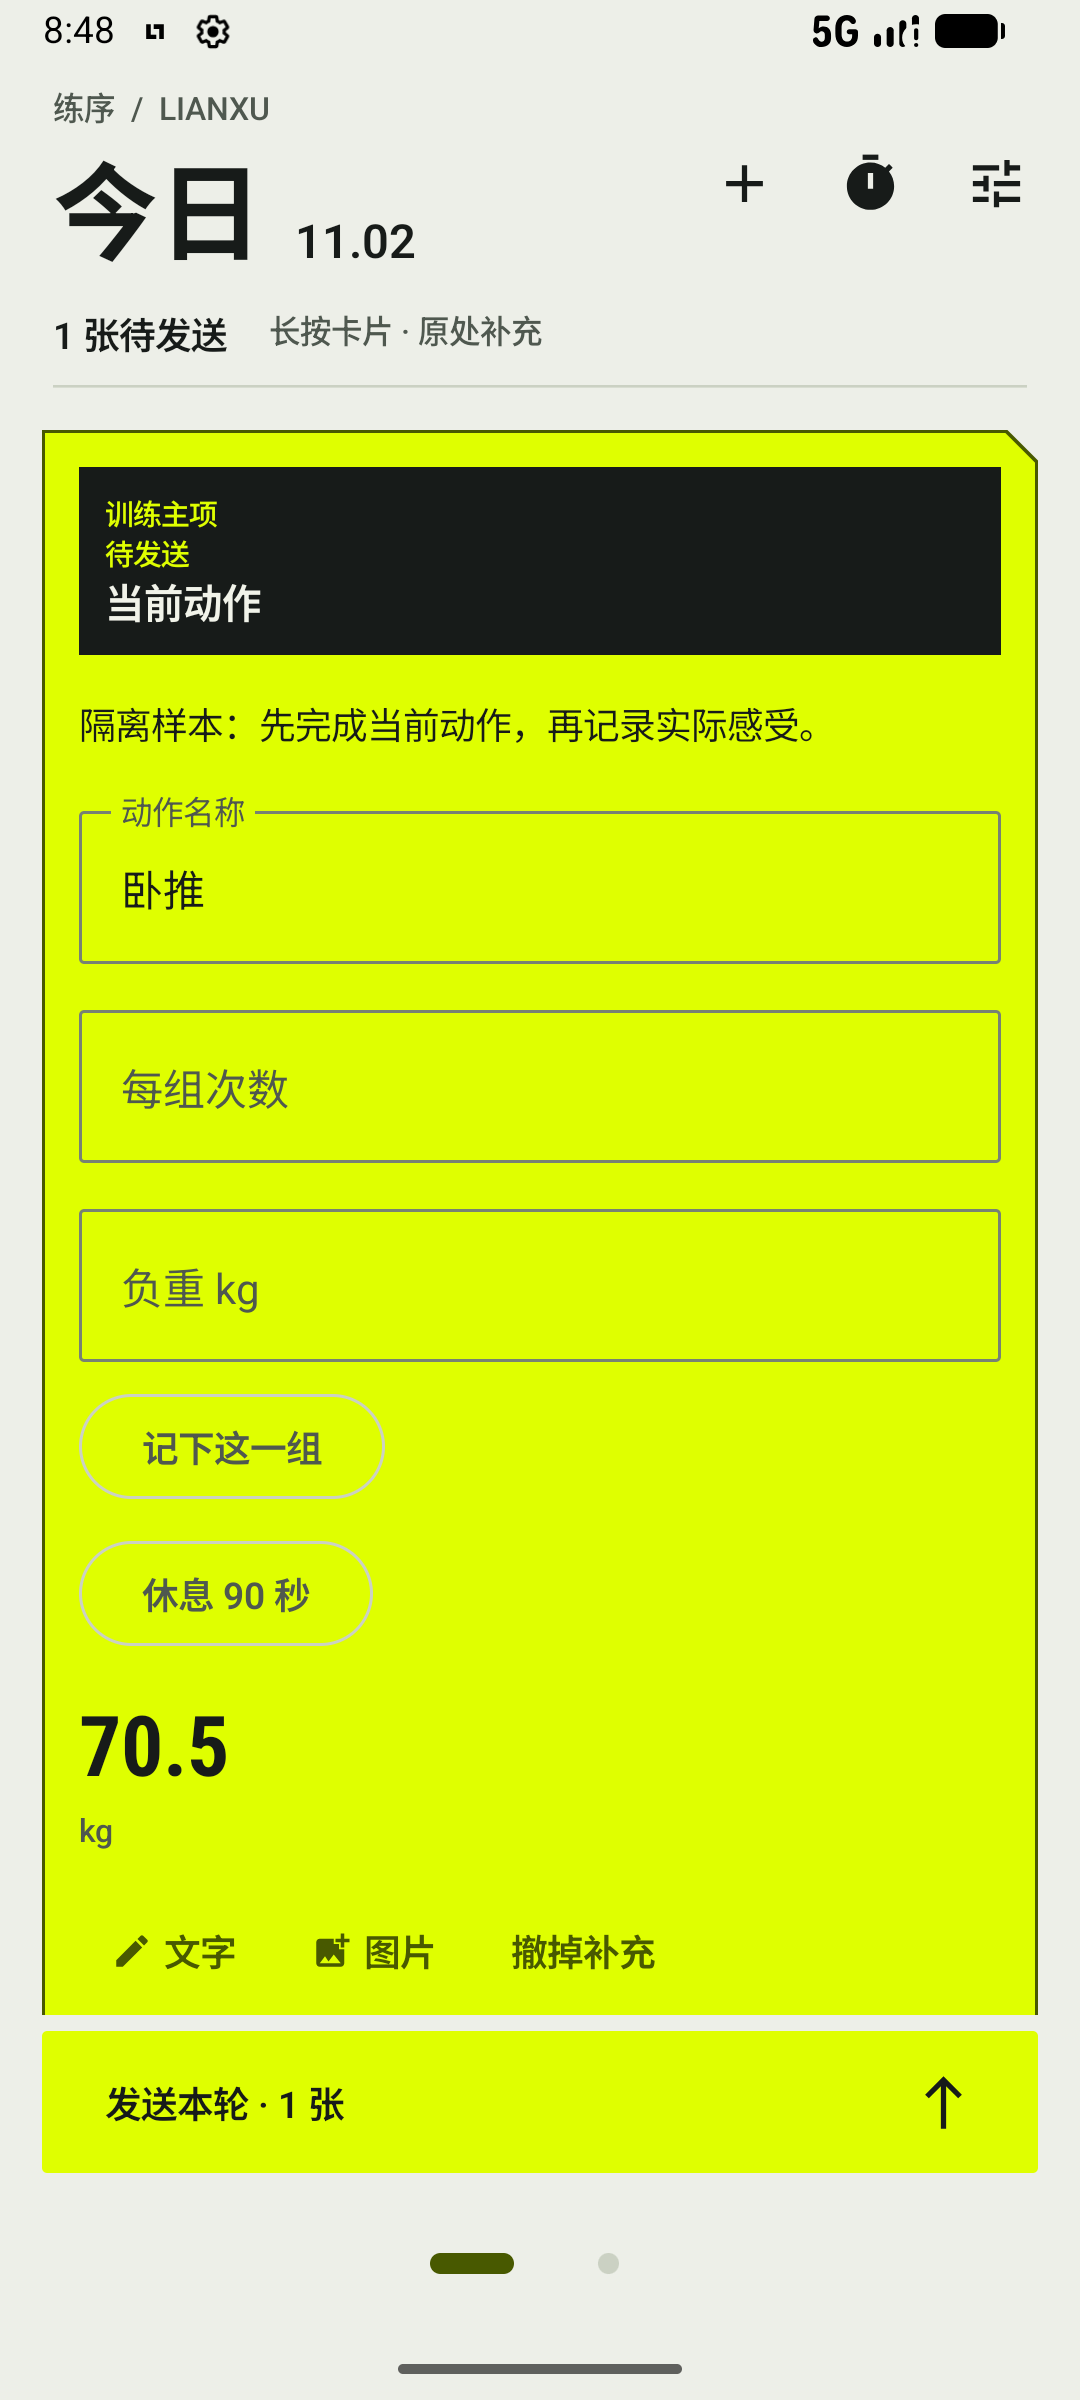 8:48
5G
练序 / LIANXU
今日 11.02
1 张待发送 长按卡片 · 原处补充
训练主项
待发送
当前动作
隔离样本：先完成当前动作，再记录实际感受。
动作名称
卧推
每组次数
负重 kg
记下这一组
休息 90 秒
70.5
kg
文字 图片 撤掉补充
发送本轮 · 1 张